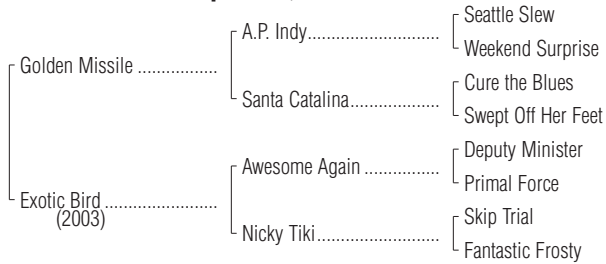 Seattle Slew
A.P. Indy....................................
Weekend Surprise
Golden Missile ......................
Cure the Blues
Santa Catalina.........................
Swept Off Her Feet
Deputy Minister
Awesome Again .....................
Primal Force
Exotic Bird ...............................
(2003)
Skip Trial
Nicky Tiki..................................
Fantastic Frosty